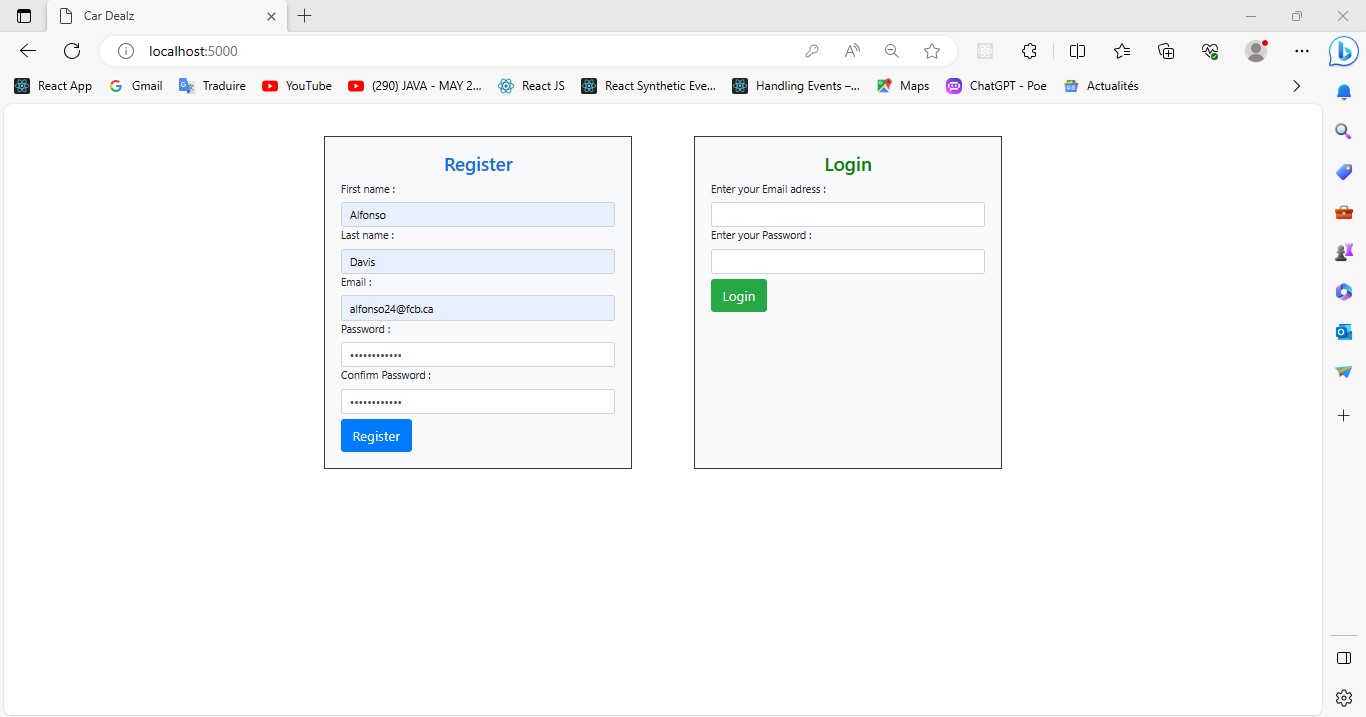 Car Dealz
localhost:5000
React App Gmail Traduire YouTube (290) JAVA - MAY 2... React JS React Synthetic Eve... Handling Events –... Maps ChatGPT - Poe Actualités
Register
First name :
Alfonso
Last name :
Davis
Email :
alfonso24@fcb.ca
Password :
••••••••••••
Confirm Password :
••••••••••••
Register
Login
Enter your Email adress :
Enter your Password :
Login